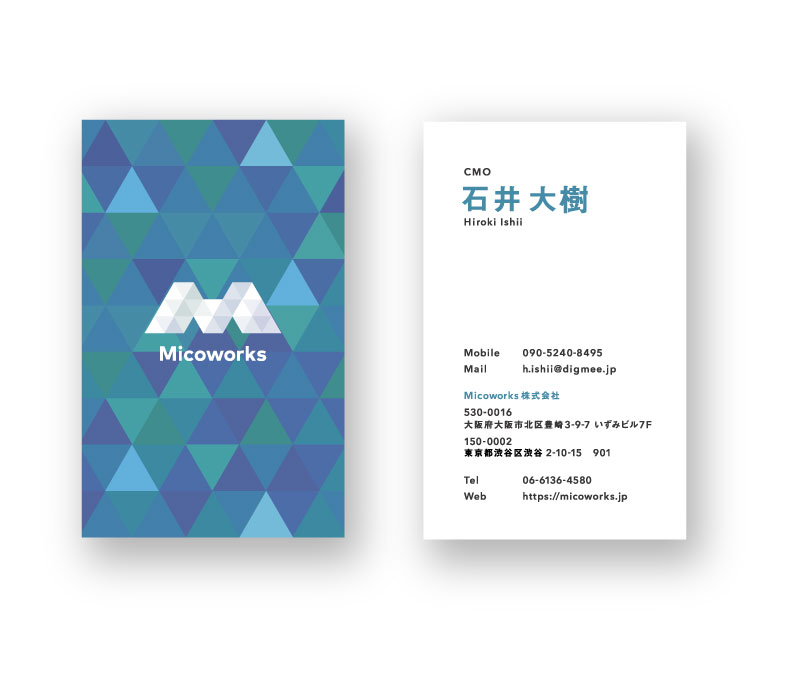 Micoworks
CMO
石井 大樹
Hiroki Ishii
Mobile 090-5240-8495
Mail h.ishii@digmee.jp
Micoworks 株式会社
530-0016
大阪府大阪市北区豊崎3-9-7 いずみビル7F
150-0002
東京都渋谷区渋谷 2-10-15 901
Tel 06-6136-4580
Web https://micoworks.jp